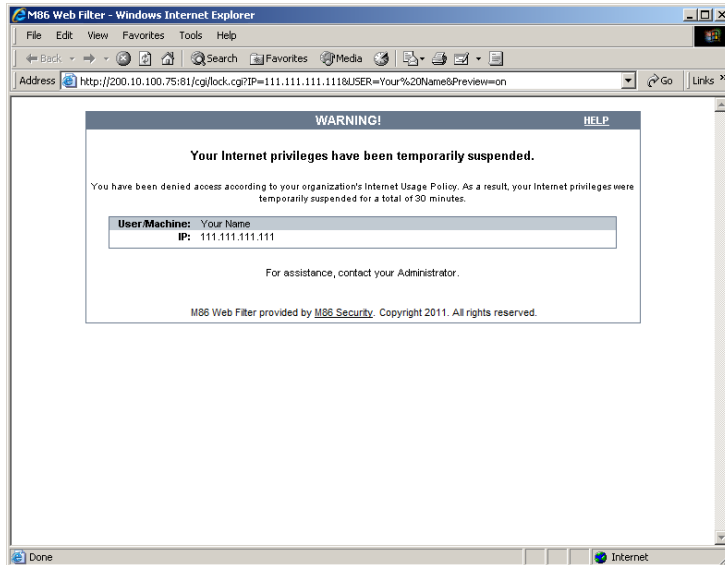 M86 Web Filter - Windows Internet Explorer
File Edit View Favorites Tools Help
Back Search Favorites Media
Address http://200.10.100.75:81/cgi/lock.cgi?IP=111.111.111.111&USER=Your%20Name&Preview=on Go Links »
WARNING! HELP
Your Internet privileges have been temporarily suspended.
You have been denied access according to your organization's Internet Usage Policy. As a result, your Internet privileges were
temporarily suspended for a total of 30 minutes.
User/Machine: Your Name
IP: 111.111.111.111
For assistance, contact your Administrator.
M86 Web Filter provided by M86 Security. Copyright 2011. All rights reserved.
Done Internet